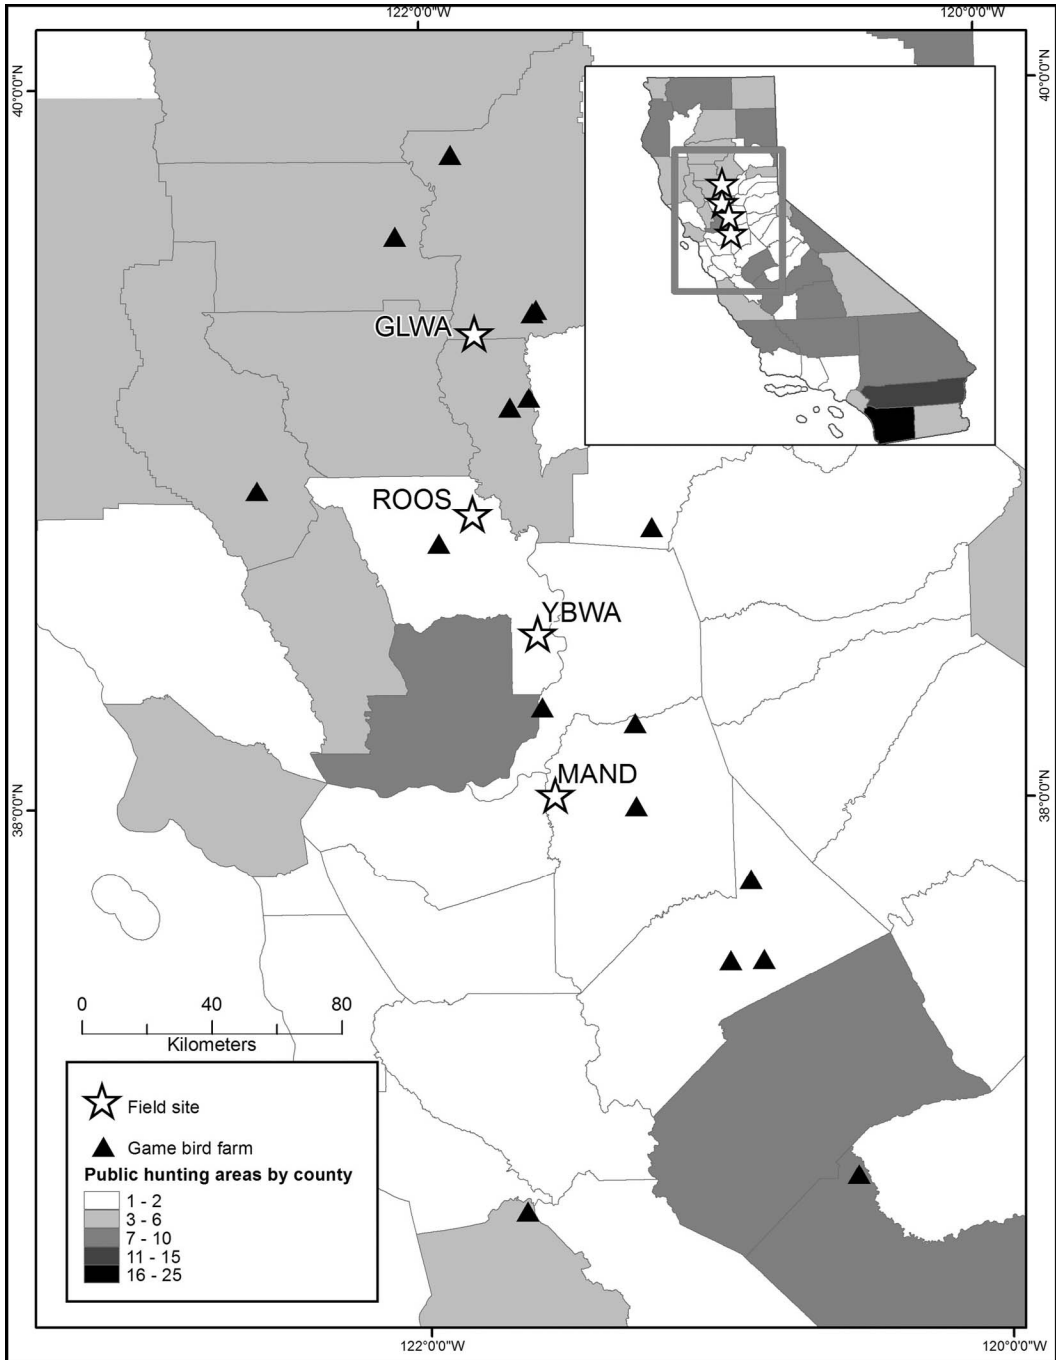 122°0'0"W
120°0'0"W
40°0'0"N
40°0'0"N
GLWA
ROOS
YBWA
MAND
38°0'0"N
38°0'0"N
0 40 80
Kilometers
Field site
Game bird farm
Public hunting areas by county
1 - 2
3 - 6
7 - 10
11 - 15
16 - 25
122°0'0"W
120°0'0"W